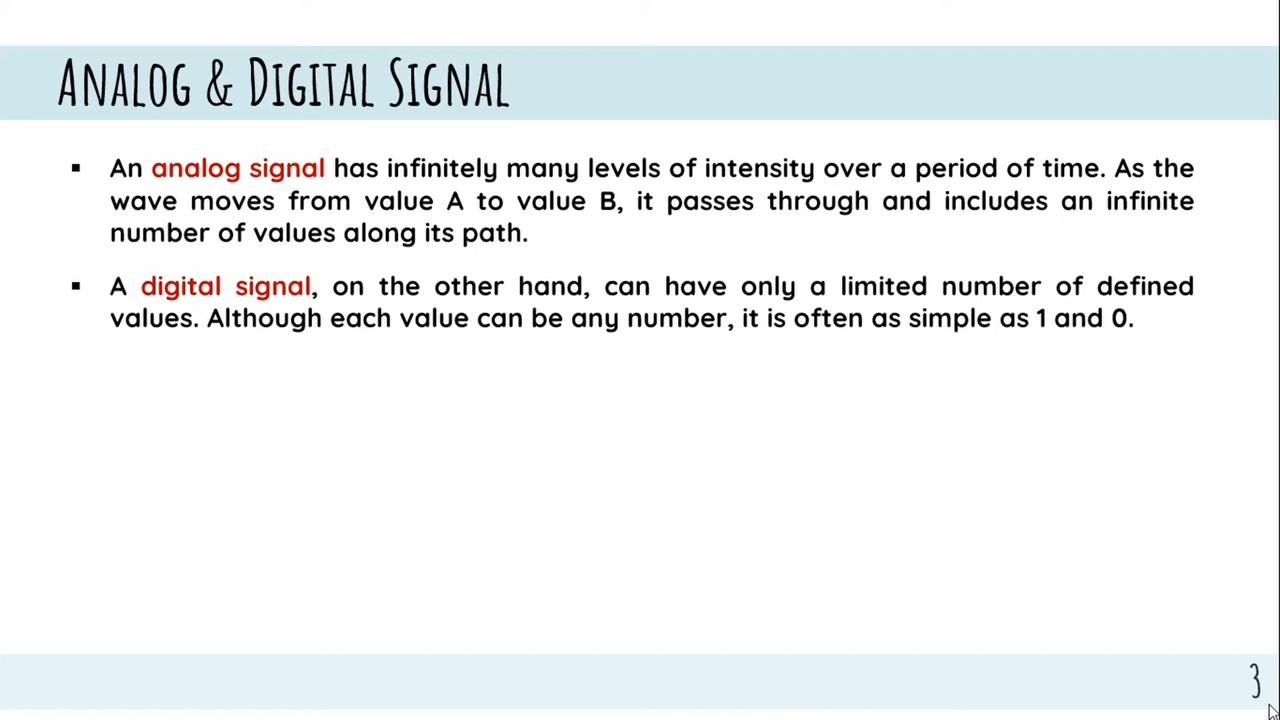 ANALOG & DIGITAL SIGNAL
▪ An analog signal has infinitely many levels of intensity over a period of time. As the
wave moves from value A to value B, it passes through and includes an infinite
number of values along its path.
▪ A digital signal, on the other hand, can have only a limited number of defined
values. Although each value can be any number, it is often as simple as 1 and 0.
3